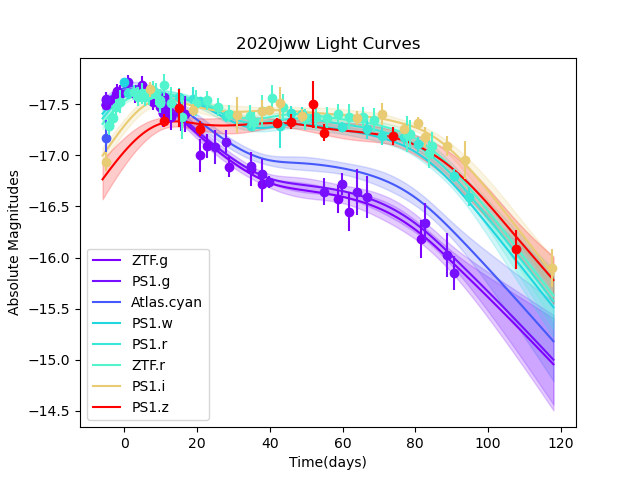 2020jww Light Curves
Absolute Magnitudes
−17.5
−17.0
−16.5
−16.0
−15.5
−15.0
−14.5
ZTF.g
PS1.g
Atlas.cyan
PS1.w
PS1.r
ZTF.r
PS1.i
PS1.z
0 20 40 60 80 100 120
Time(days)